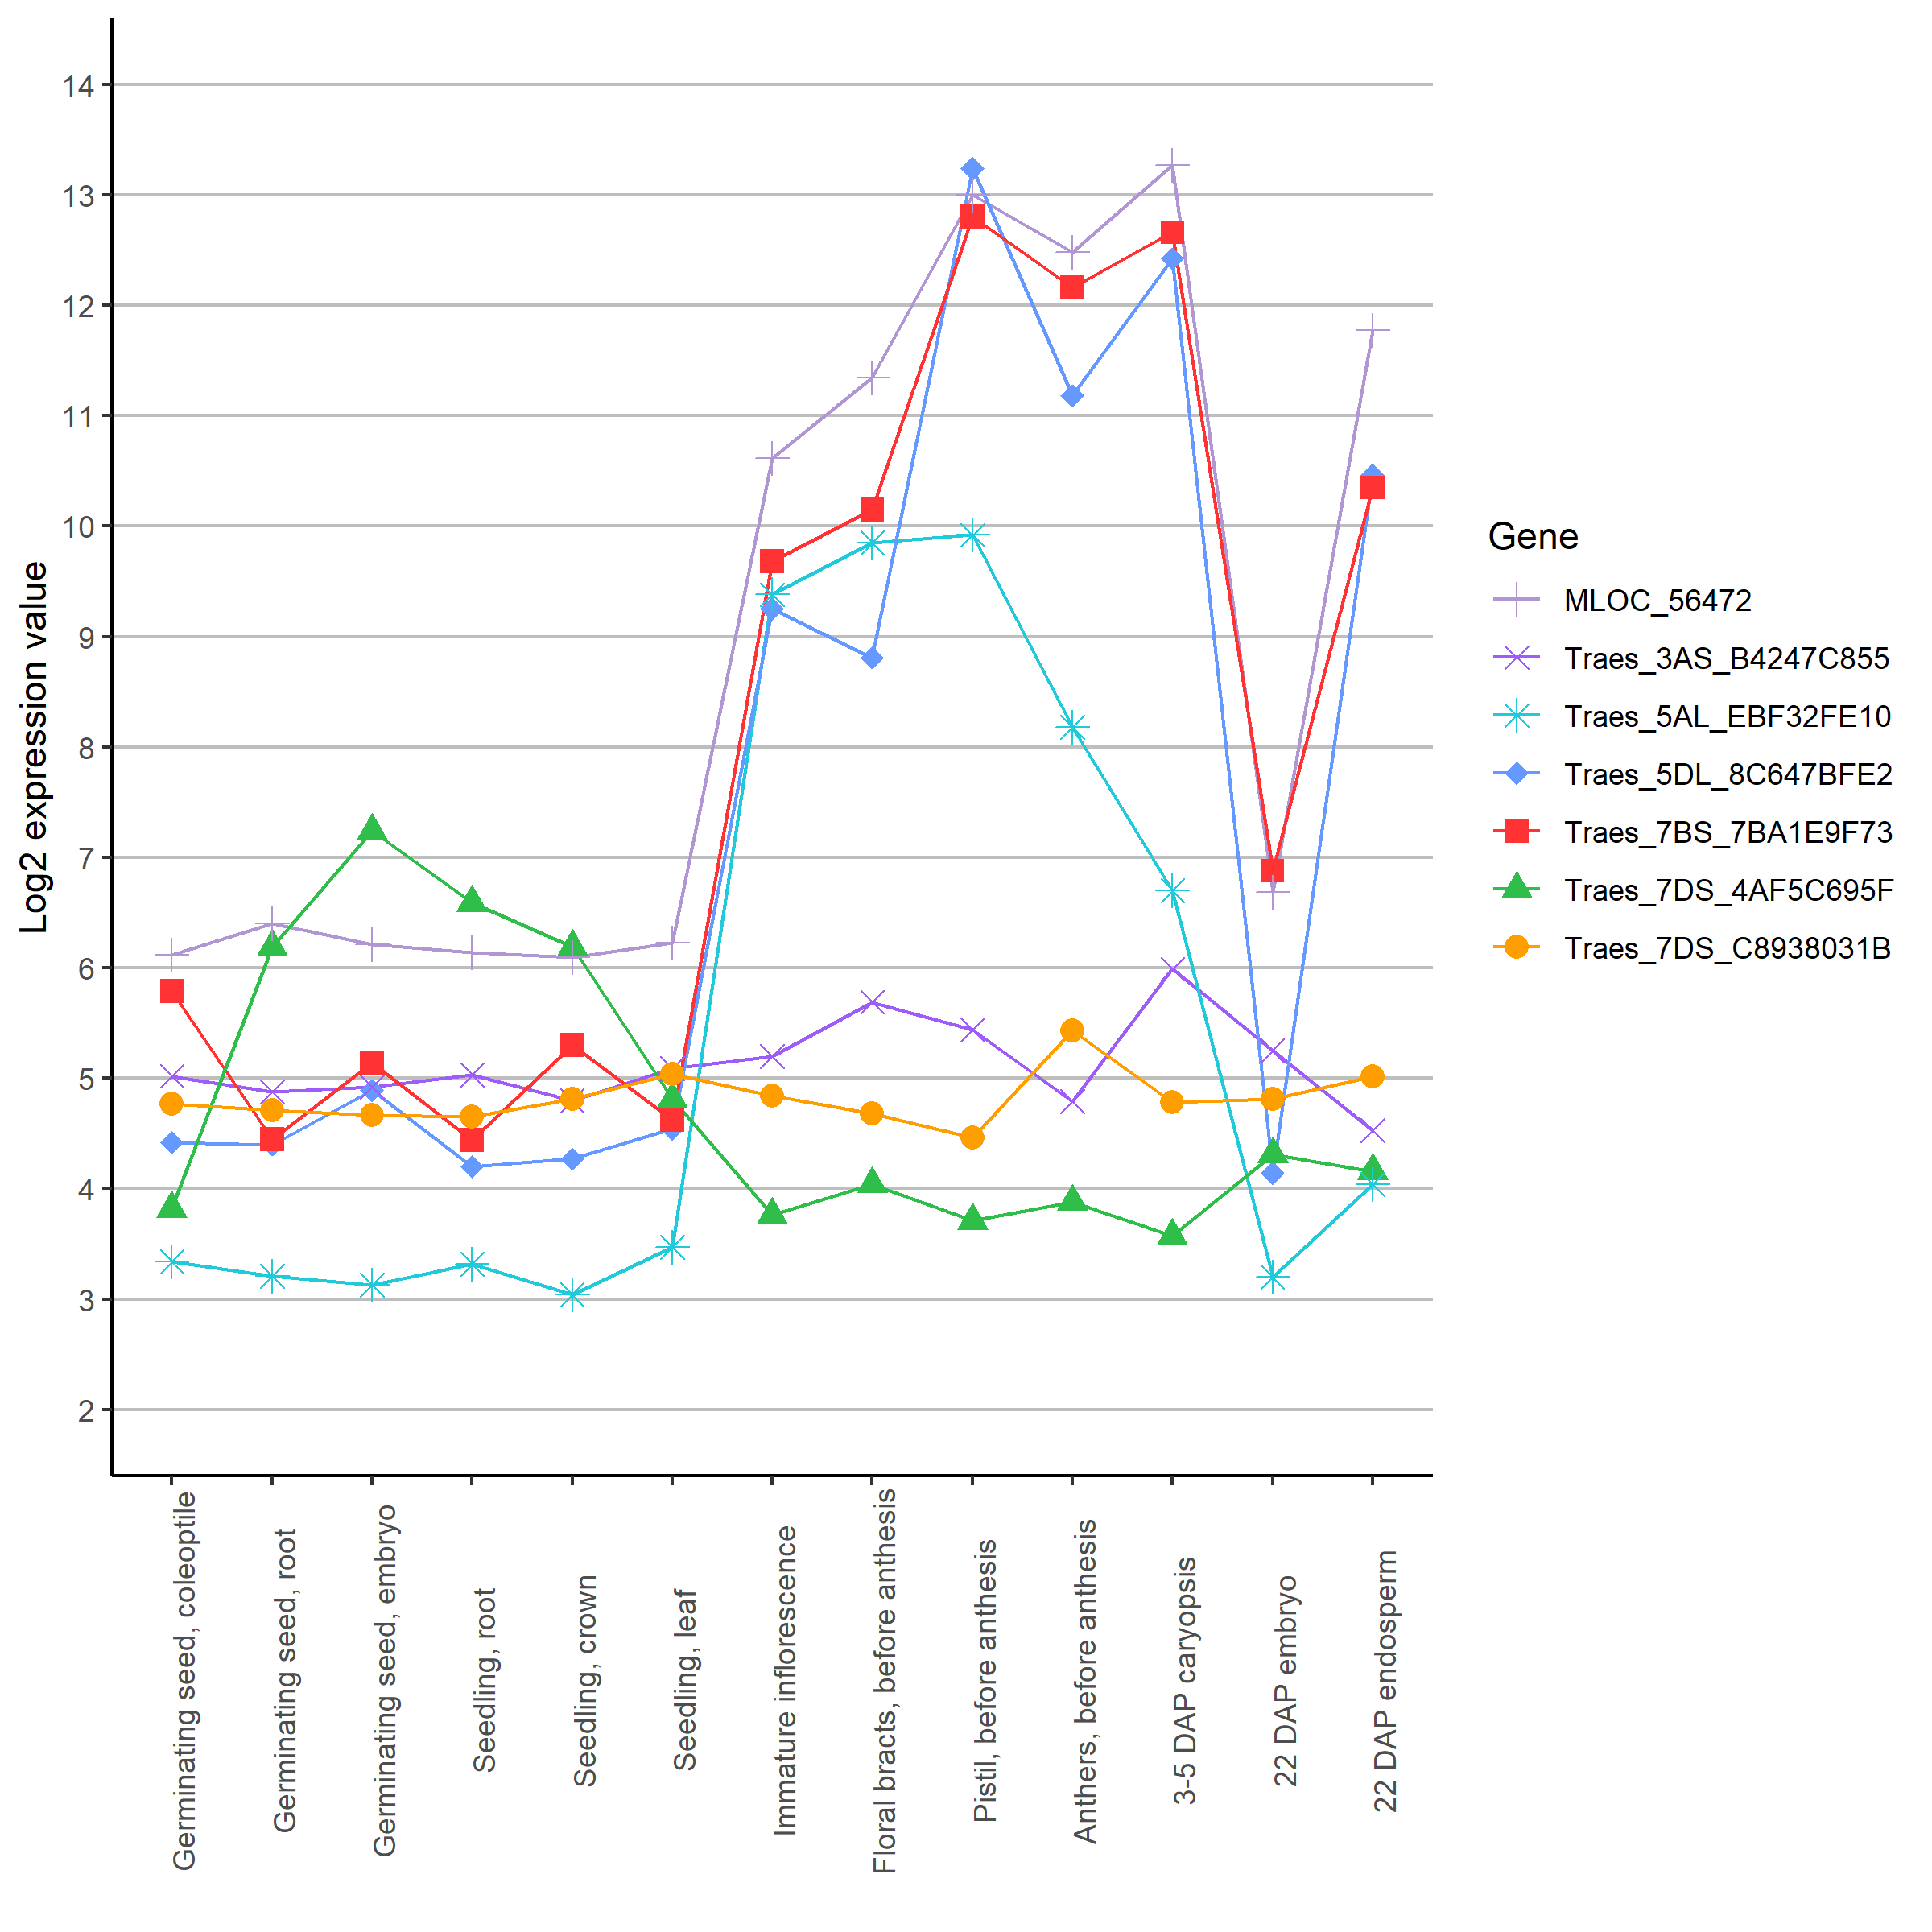 Log2 expression value
14
13
12
11
10
9
8
7
6
5
4
3
2
Germinating seed, coleoptile
Germinating seed, root
Germinating seed, embryo
Seedling, root
Seedling, crown
Seedling, leaf
Immature inflorescence
Floral bracts, before anthesis
Pistil, before anthesis
Anthers, before anthesis
3-5 DAP caryopsis
22 DAP embryo
22 DAP endosperm
Gene
MLOC_56472
Traes_3AS_B4247C855
Traes_5AL_EBF32FE10
Traes_5DL_8C647BFE2
Traes_7BS_7BA1E9F73
Traes_7DS_4AF5C695F
Traes_7DS_C8938031B